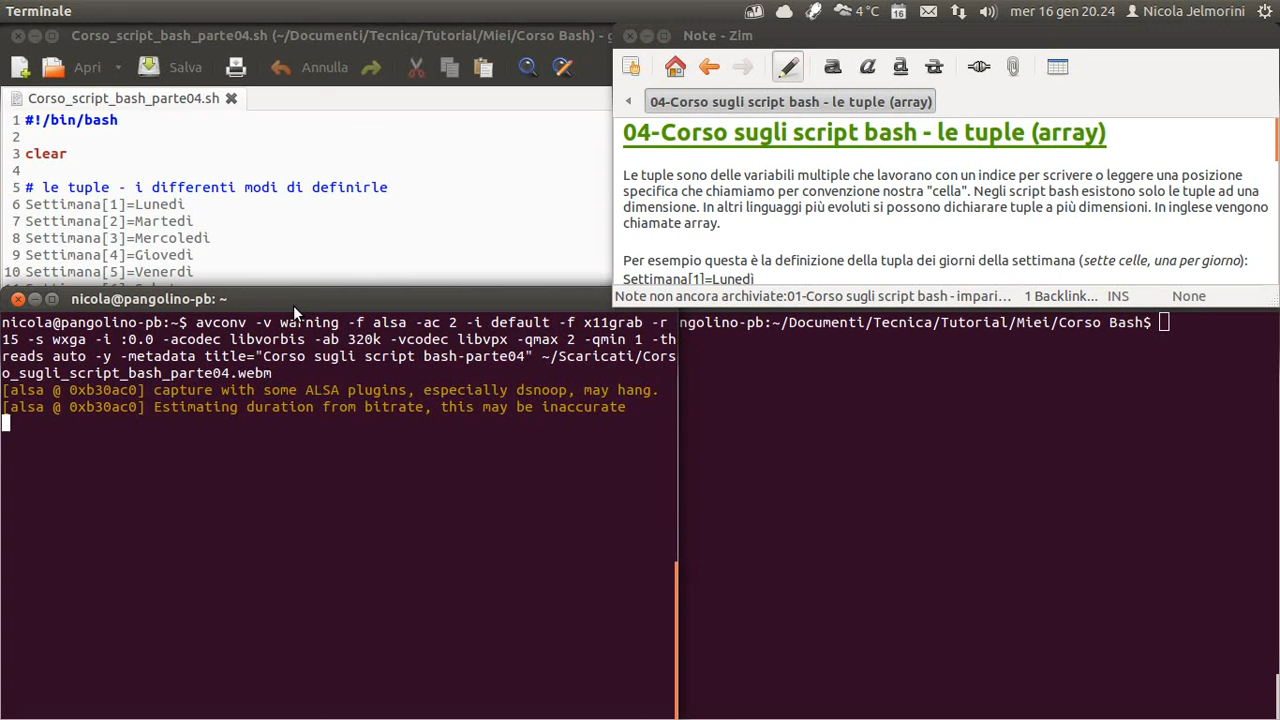 Terminale
4 °C
mer 16 gen 20.24
Nicola Jelmorini
Corso_script_bash_parte04.sh (~/Documenti/Tecnica/Tutorial/Miei/Corso Bash) - g
Apri
Salva
Annulla
Corso_script_bash_parte04.sh
1 #!/bin/bash
2
3 clear
4
5 # le tuple - i differenti modi di definirle
6 Settimana[1]=Lunedì
7 Settimana[2]=Martedì
8 Settimana[3]=Mercoledì
9 Settimana[4]=Giovedì
10 Settimana[5]=Venerdì
Note - Zim
04-Corso sugli script bash - le tuple (array)
04-Corso sugli script bash - le tuple (array)
Le tuple sono delle variabili multiple che lavorano con un indice per scrivere o leggere una posizione
specifica che chiamiamo per convenzione nostra "cella". Negli script bash esistono solo le tuple ad una
dimensione. In altri linguaggi più evoluti si possono dichiarare tuple a più dimensioni. In inglese vengono
chiamate array.
Per esempio questa è la definizione della tupla dei giorni della settimana (sette celle, una per giorno):
Settimana[1]=Lunedì
Note non ancora archiviate:01-Corso sugli script bash - impari... 1 Backlink... INS None
nicola@pangolino-pb: ~
nicola@pangolino-pb:~$ avconv -v warning -f alsa -ac 2 -i default -f x11grab -r
15 -s wxga -i :0.0 -acodec libvorbis -ab 320k -vcodec libvpx -qmax 2 -qmin 1 -th
reads auto -y -metadata title="Corso sugli script bash-parte04" ~/Scaricati/Cors
o_sugli_script_bash_parte04.webm
[alsa @ 0xb30ac0] capture with some ALSA plugins, especially dsnoop, may hang.
[alsa @ 0xb30ac0] Estimating duration from bitrate, this may be inaccurate
ngolino-pb:~/Documenti/Tecnica/Tutorial/Miei/Corso Bash$